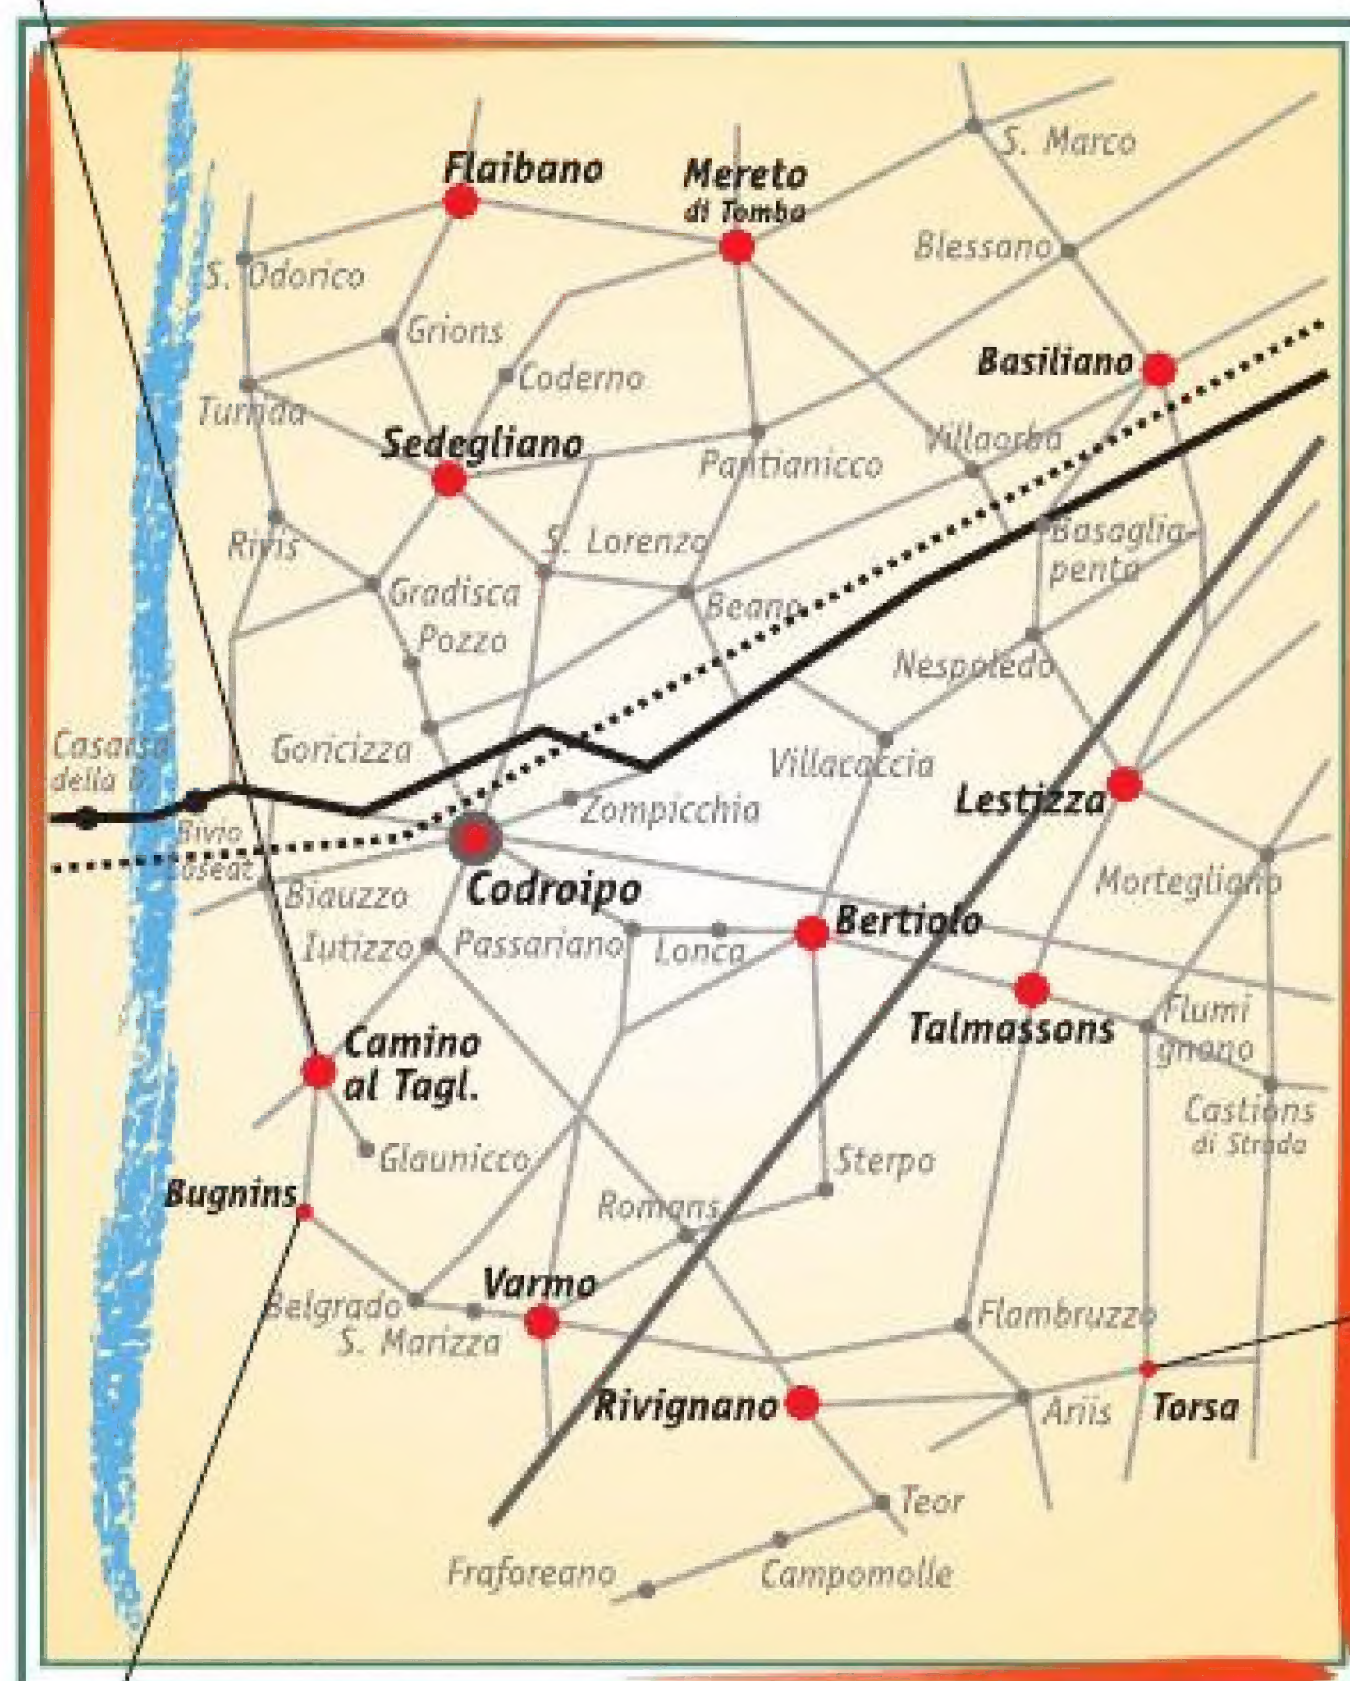 S. Marco
Flaibano
Mereto
di Tomba
Blessano
S. Odorico
Grions
Basiliano
Coderno
Turrida
Sedegliano
Villaorba
Pantianicco
Basaglia-
penta
Rivis
S. Lorenzo
Gradisca
Beano
Pozzo
Nespoledo
Casarsa
della D.
Goricizza
Villacaccia
Lestizza
Zompicchia
Bivio
Coseat
Codroipo
Biauzzo
Mortegliano
Bertiolo
Iutizzo
Passariano
Lonca
Flumi
gnano
Talmassons
Camino
al Tagl.
Castions
di Strada
Glaunicco
Sterpo
Bugnins
Romans
Varmo
Belgrado
S. Marizza
Flambruzzo
Rivignano
Ariis
Torsa
Teor
Fraforeano
Campomolle